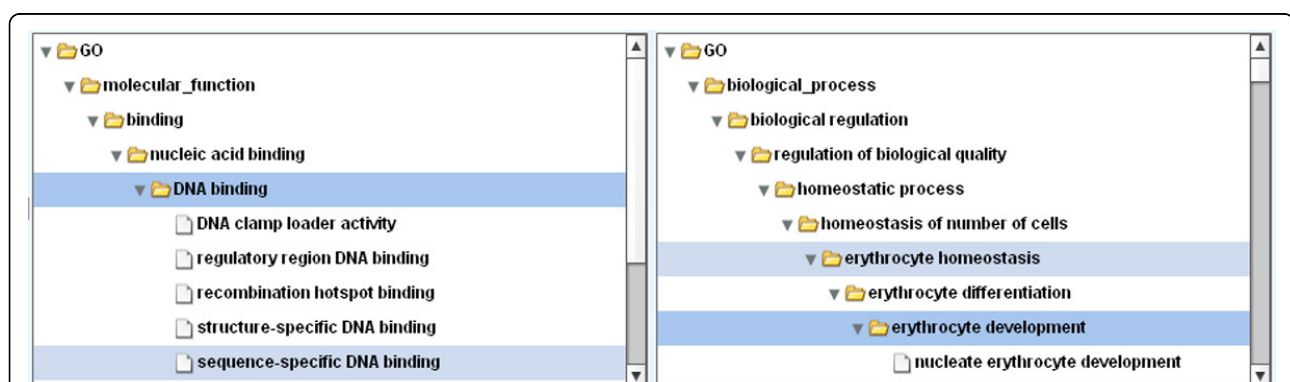 GO
molecular_function
binding
nucleic acid binding
DNA binding
DNA clamp loader activity
regulatory region DNA binding
recombination hotspot binding
structure-specific DNA binding
sequence-specific DNA binding
GO
biological_process
biological regulation
regulation of biological quality
homeostatic process
homeostasis of number of cells
erythrocyte homeostasis
erythrocyte differentiation
erythrocyte development
nucleate erythrocyte development